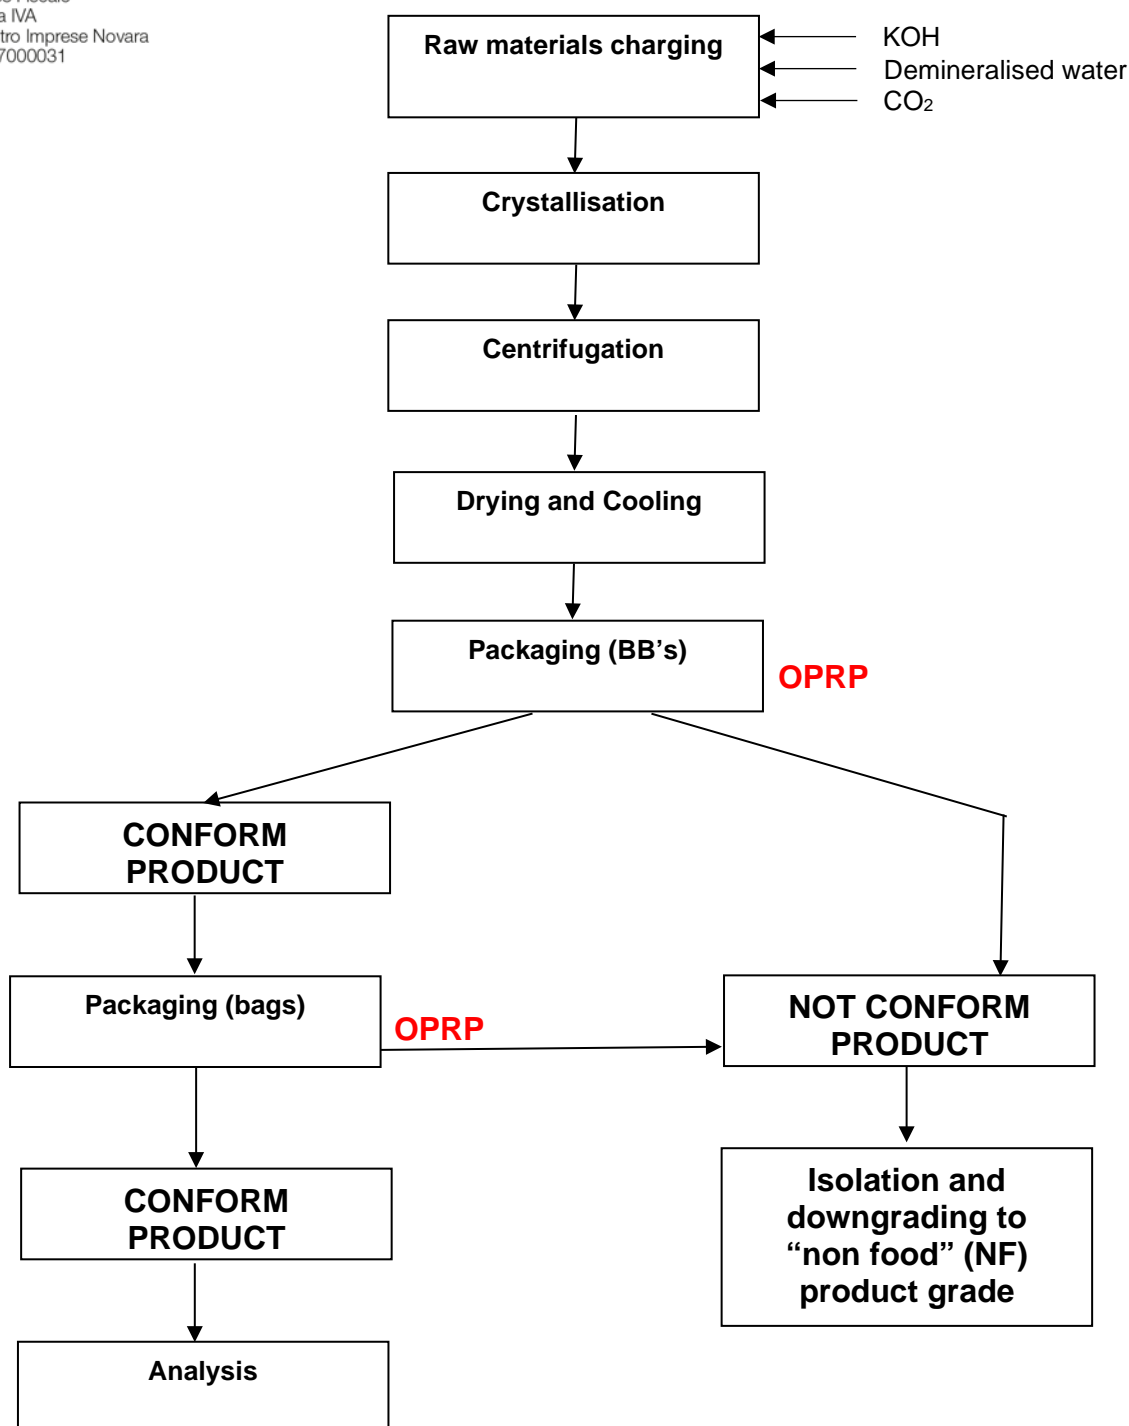 a IVA
tro Imprese Novara
7000031
Raw materials charging
KOH
Demineralised water
CO₂
Crystallisation
Centrifugation
Drying and Cooling
Packaging (BB’s)
OPRP
CONFORM
PRODUCT
Packaging (bags)
OPRP
NOT CONFORM
PRODUCT
CONFORM
PRODUCT
Isolation and
downgrading to
“non food” (NF)
product grade
Analysis